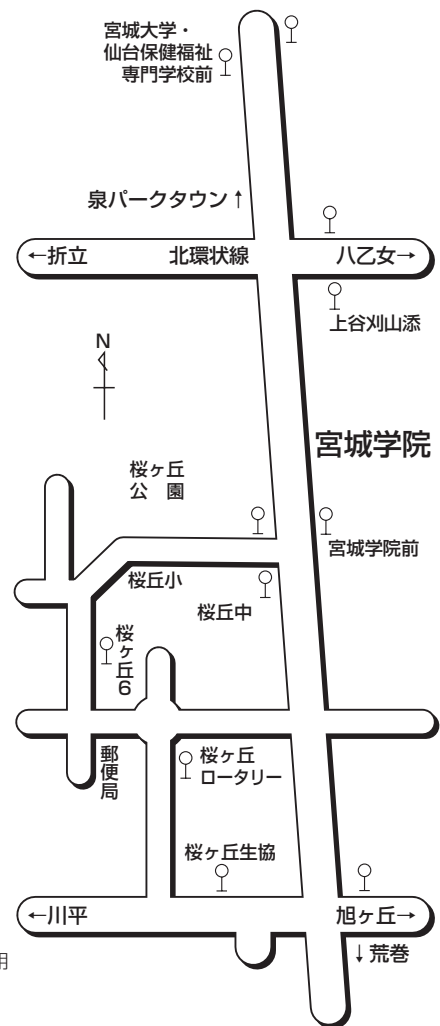 宮城大学・
仙台保健福祉
専門学校前
泉パークタウン↑
←折立
北環状線
八乙女→
上谷刈山添
N
宮城学院
桜ヶ丘
公　園
宮城学院前
桜丘小
桜丘中
桜ヶ丘6
郵便局
桜ヶ丘
ロータリー
桜ヶ丘生協
←川平
旭ヶ丘→
↓荒巻
用